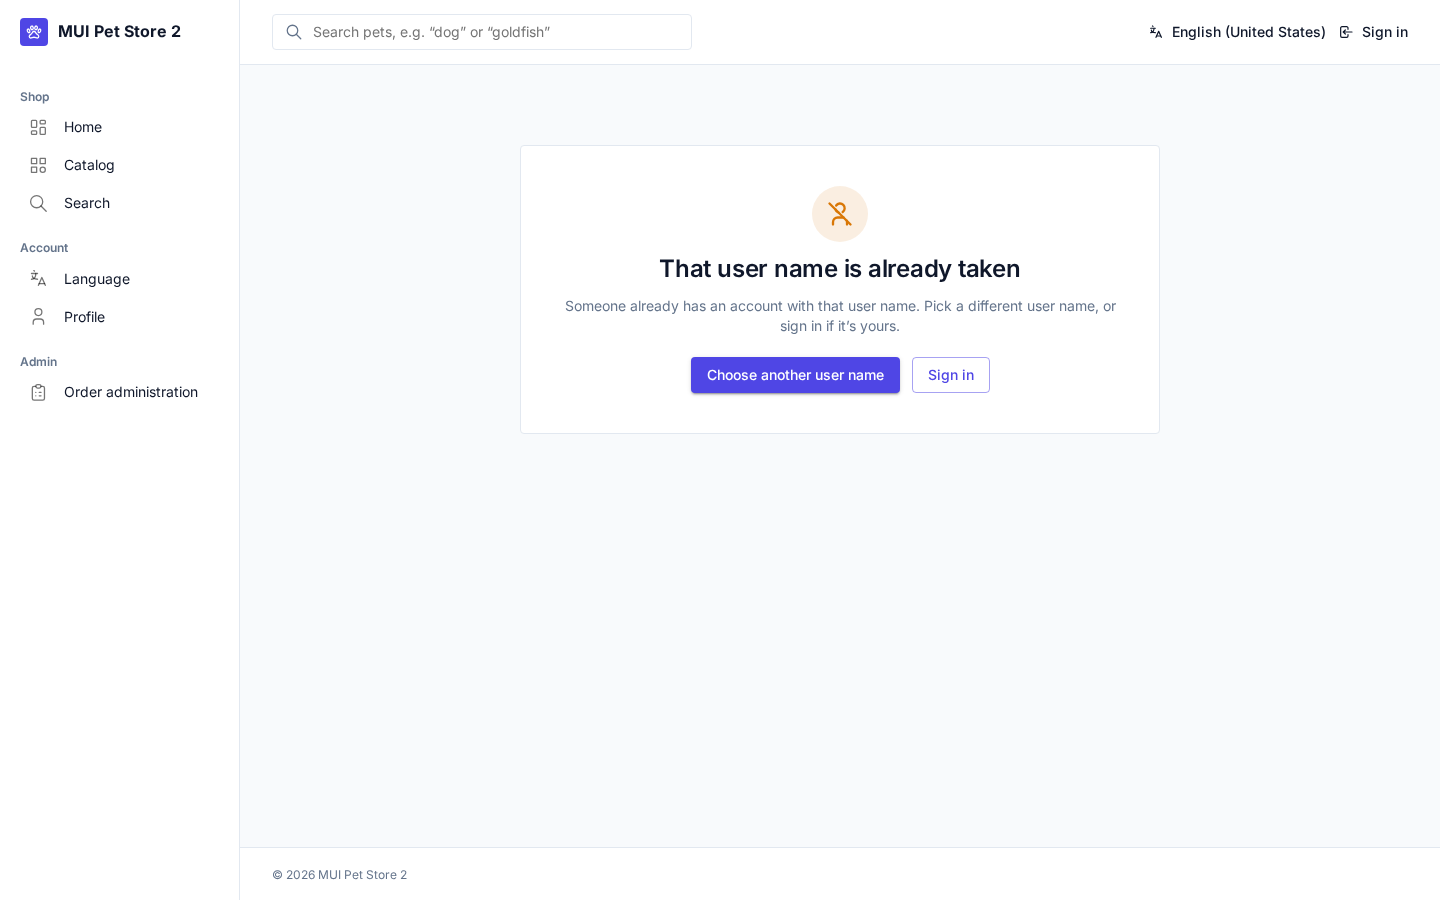 MUI Pet Store 2
Search pets, e.g. “dog” or “goldfish”
English (United States)
Sign in
Shop
Home
Catalog
Search
Account
Language
Profile
Admin
Order administration
That user name is already taken
Someone already has an account with that user name. Pick a different user name, or
sign in if it’s yours.
Choose another user name
Sign in
© 2026 MUI Pet Store 2